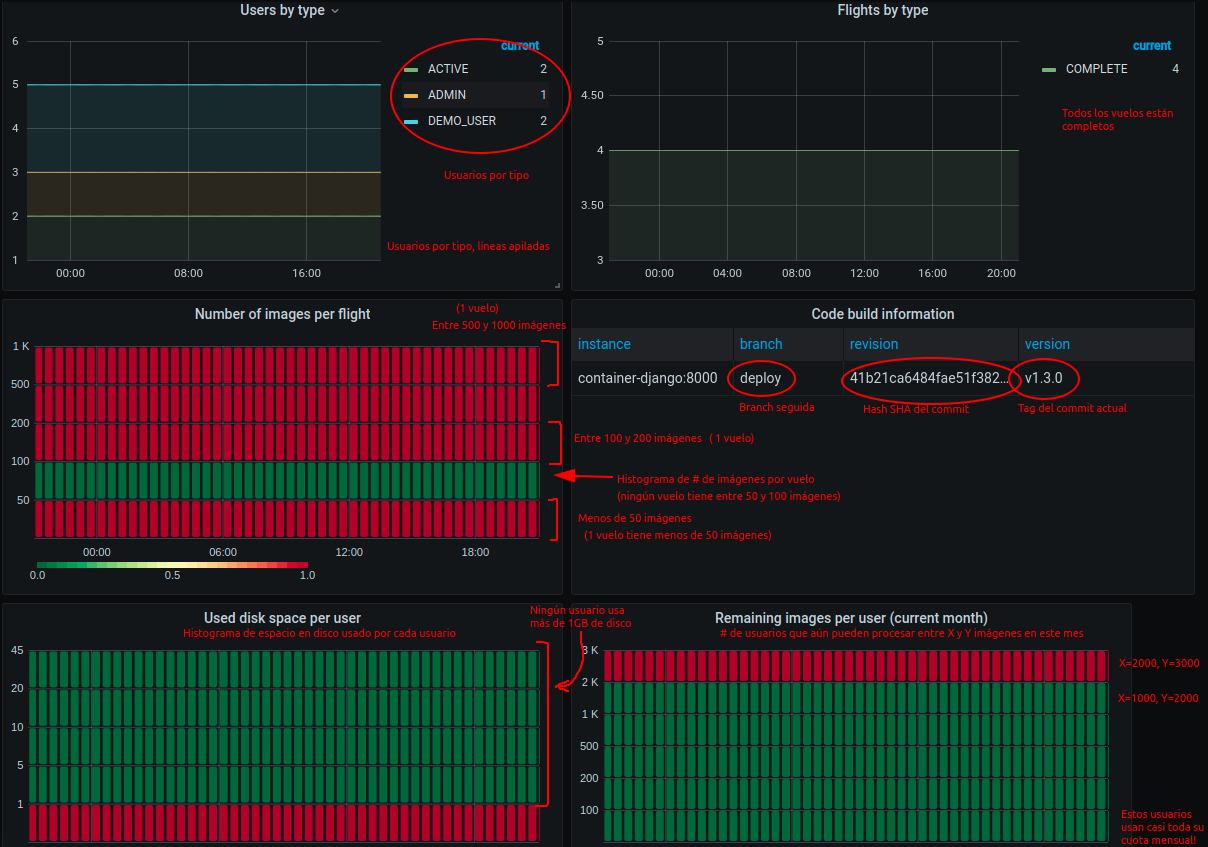 Users by type
6
5
4
3
2
1
00:00
08:00
16:00
current
ACTIVE 2
ADMIN 1
DEMO_USER 2
Usuarios por tipo
Usuarios por tipo, líneas apiladas
Flights by type
5
4.50
4
3.50
3
00:00
04:00
08:00
12:00
16:00
20:00
current
COMPLETE 4
Todos los vuelos están
completos
Number of images per flight
(1 vuelo)
Entre 500 y 1000 imágenes
1 K
500
200
100
50
00:00
06:00
12:00
18:00
0.0
0.5
1.0
Entre 100 y 200 imágenes ( 1 vuelo)
Histograma de # de imágenes por vuelo
(ningún vuelo tiene entre 50 y 100 imágenes)
Menos de 50 imágenes
(1 vuelo tiene menos de 50 imágenes)
Code build information
instance branch revision version
container-django:8000 deploy 41b21ca6484fae51f382... v1.3.0
Branch seguida
Hash SHA del commit
Tag del commit actual
Used disk space per user
Histograma de espacio en disco usado por cada usuario
45
20
10
5
1
Ningún usuario usa
más de 1GB de disco
Remaining images per user (current month)
# de usuarios que aún pueden procesar entre X y Y imágenes en este mes
3 K
2 K
1 K
500
200
100
X=2000, Y=3000
X=1000, Y=2000
Estos usuarios
usan casi toda su
cuota mensual!